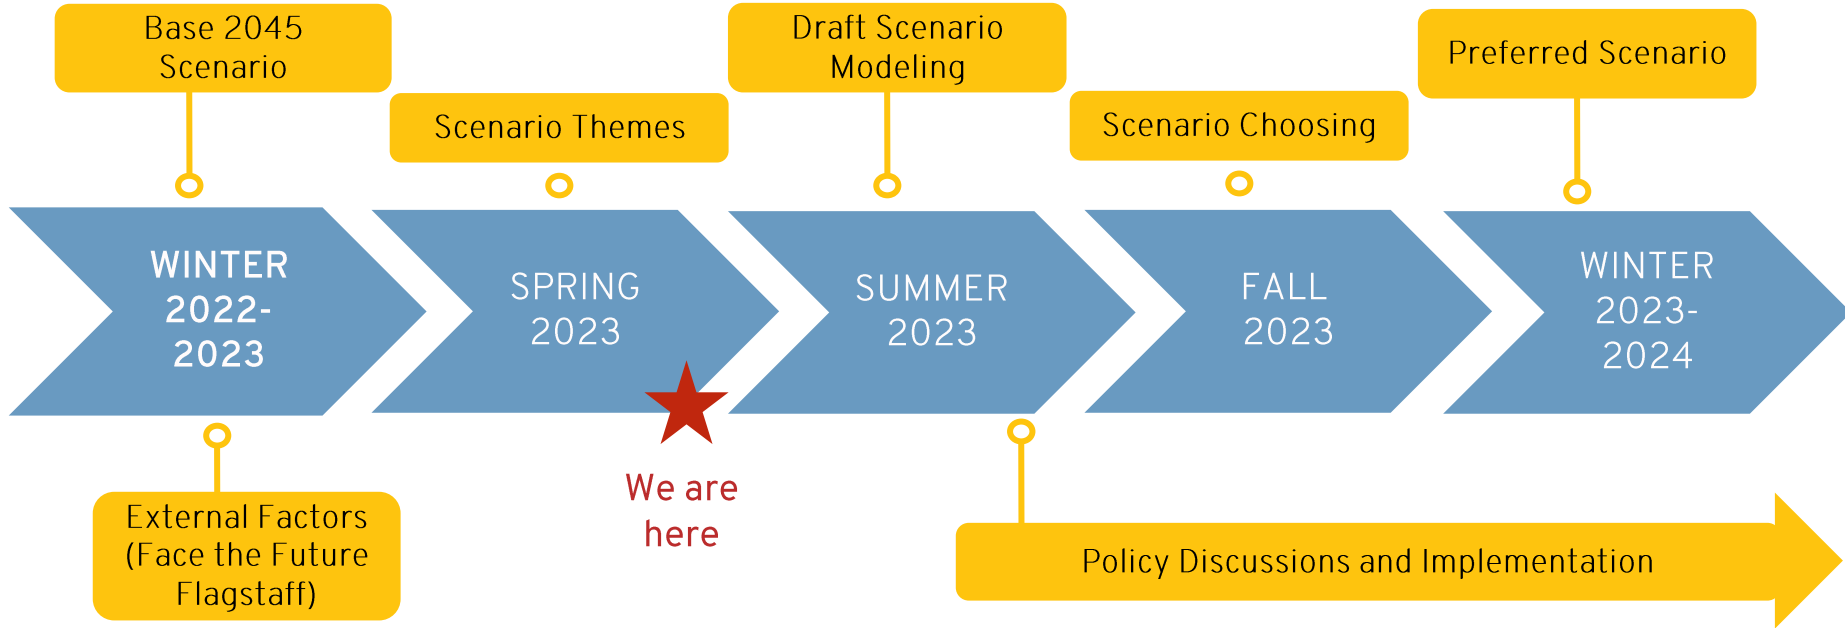 Base 2045
Scenario
Scenario Themes
Draft Scenario
Modeling
Scenario Choosing
Preferred Scenario
WINTER
2022-
2023
SPRING
2023
SUMMER
2023
FALL
2023
WINTER
2023-
2024
We are
here
External Factors
(Face the Future
Flagstaff)
Policy Discussions and Implementation